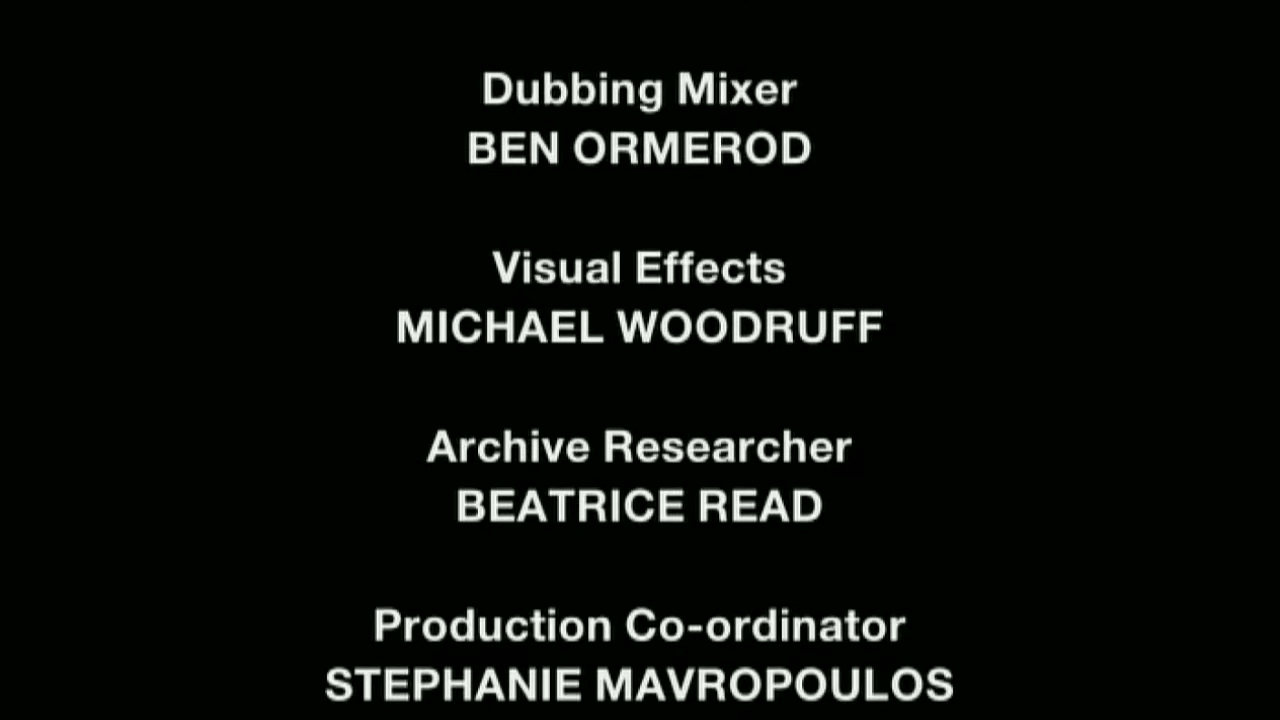 Dubbing Mixer
BEN ORMEROD
Visual Effects
MICHAEL WOODRUFF
Archive Researcher
BEATRICE READ
Production Co-ordinator
STEPHANIE MAVROPOULOS